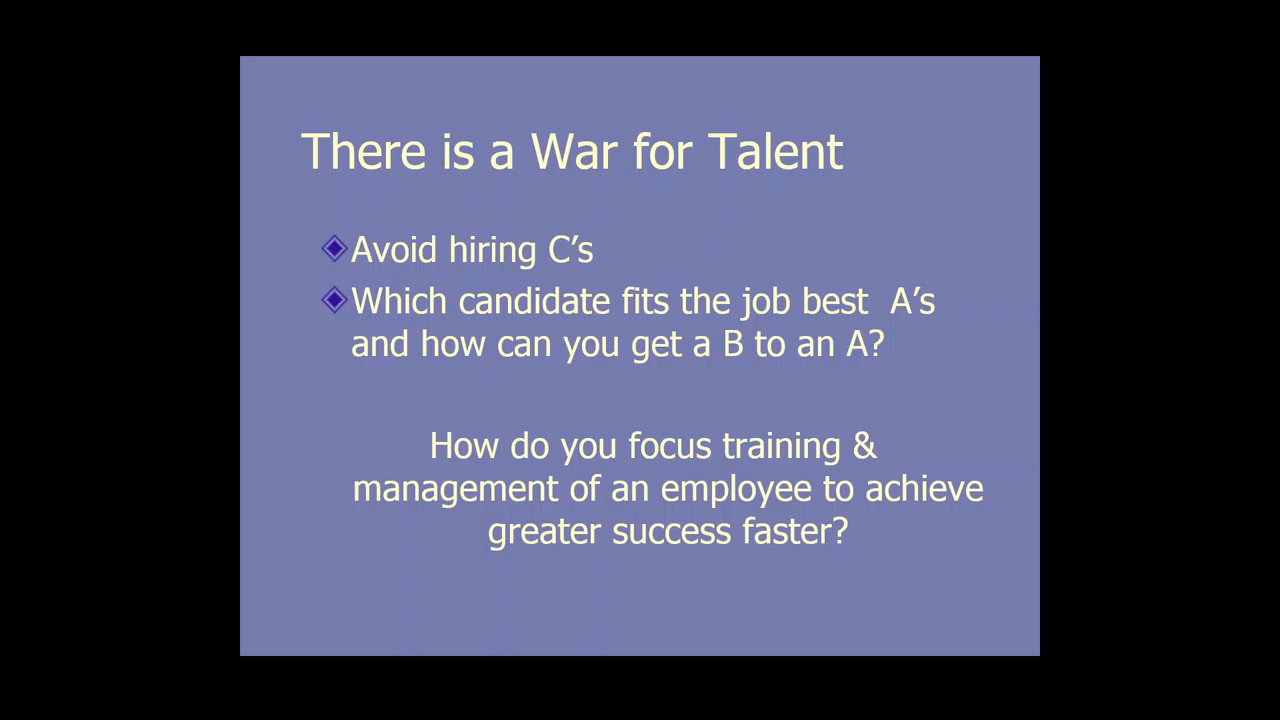 There is a War for Talent
Avoid hiring C’s
Which candidate fits the job best  A’s
and how can you get a B to an A?
How do you focus training &
management of an employee to achieve
greater success faster?